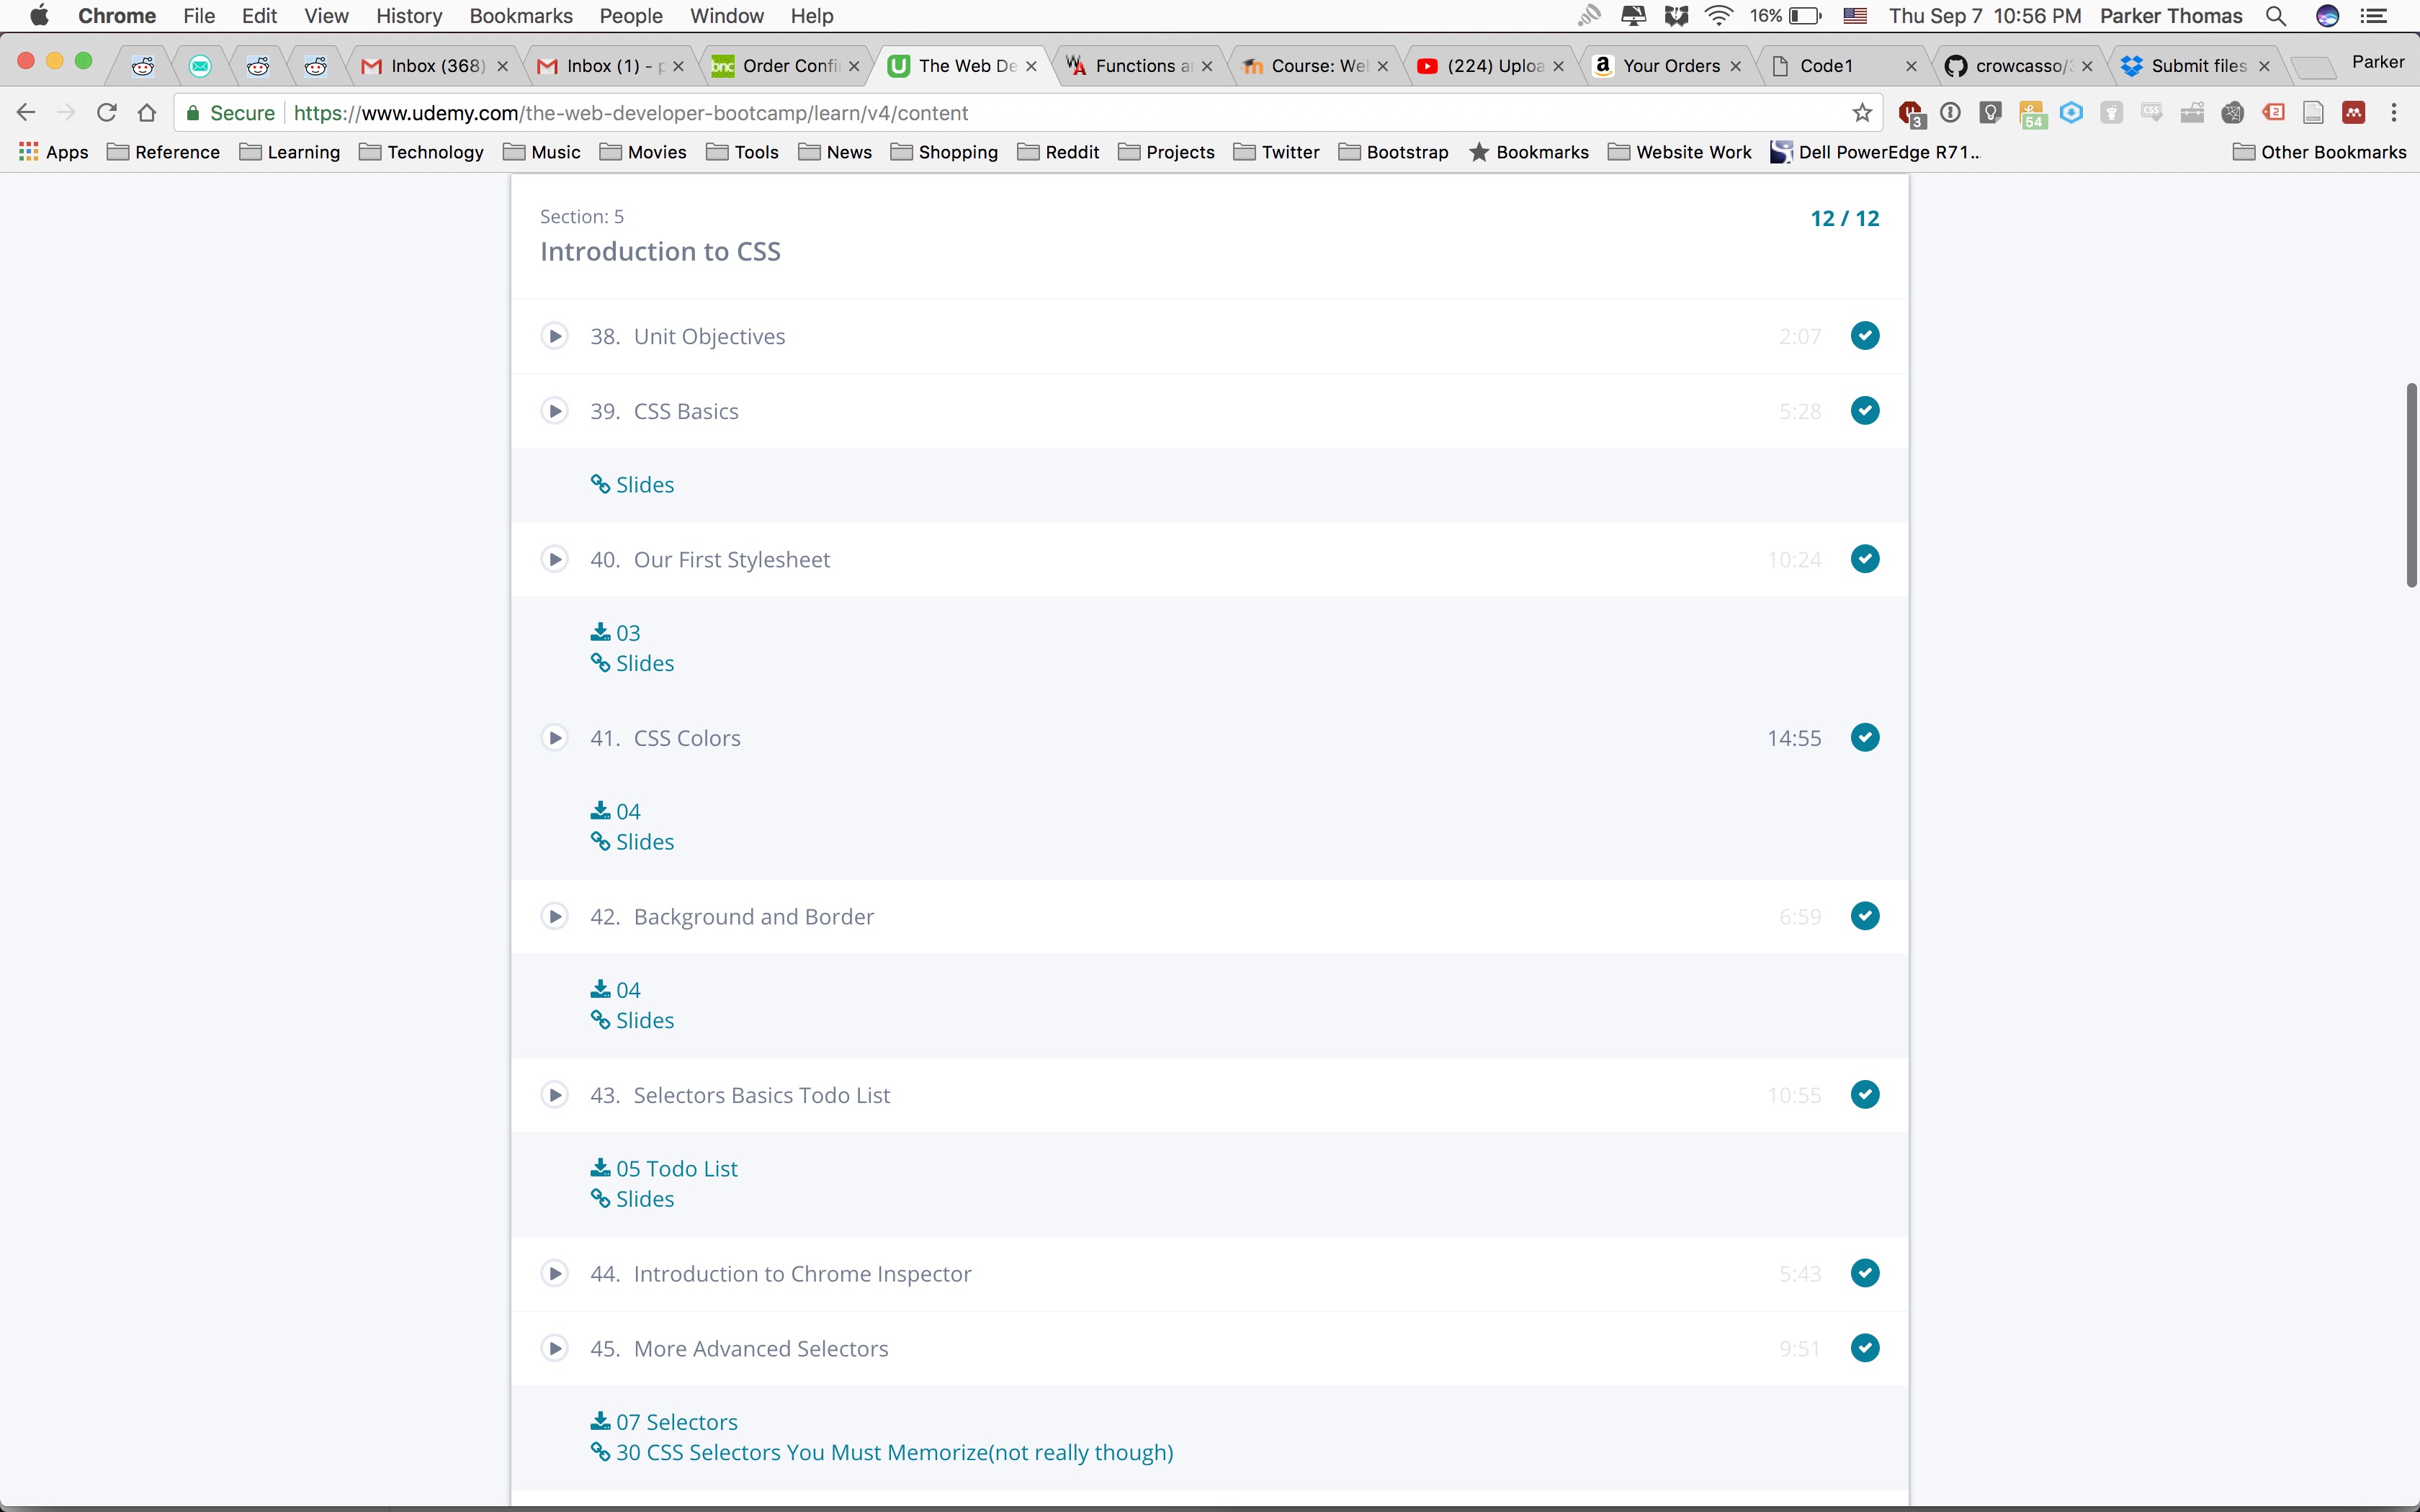 Chrome File Edit View History Bookmarks People Window Help 16% Thu Sep 7 10:56 PM Parker Thomas
Inbox (368) Inbox (1) - The Web De Functions Course: We (224) Uploa Your Orders Code1 crowcasso/ Submit files Parker
bnc Order Confi
Secure https://www.udemy.com/the-web-developer-bootcamp/learn/v4/content 3 54 CSS 2
Apps Reference Learning Technology Music Movies Tools News Shopping Reddit Projects Twitter Bootstrap Bookmarks Website Work Dell PowerEdge R71... Other Bookmarks
Section: 5 12 / 12
Introduction to CSS
38. Unit Objectives 2:07
39. CSS Basics 5:28
Slides
40. Our First Stylesheet 10:24
03
Slides
41. CSS Colors 14:55
04
Slides
42. Background and Border 6:59
04
Slides
43. Selectors Basics Todo List 10:55
05 Todo List
Slides
44. Introduction to Chrome Inspector 5:43
45. More Advanced Selectors 9:51
07 Selectors
30 CSS Selectors You Must Memorize(not really though)